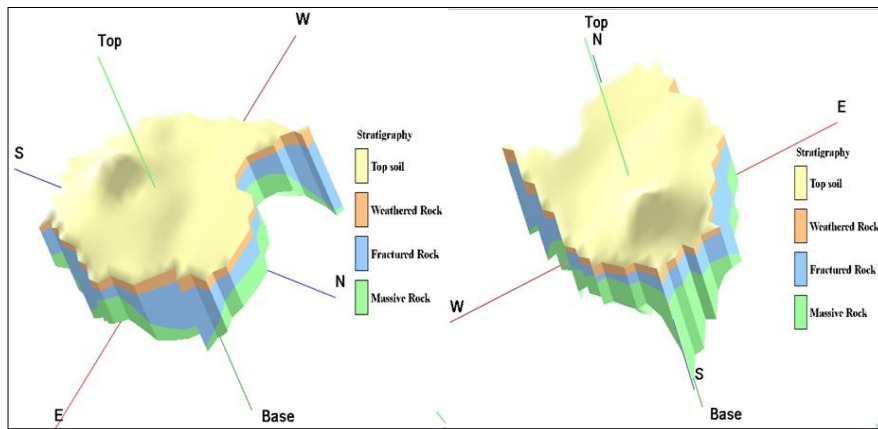 W
Top
S
Stratigraphy
Top soil
Weathered Rock
Fractured Rock
Massive Rock
N
E
Base
Top
N
E
Stratigraphy
Top soil
Weathered Rock
Fractured Rock
Massive Rock
W
S
Base